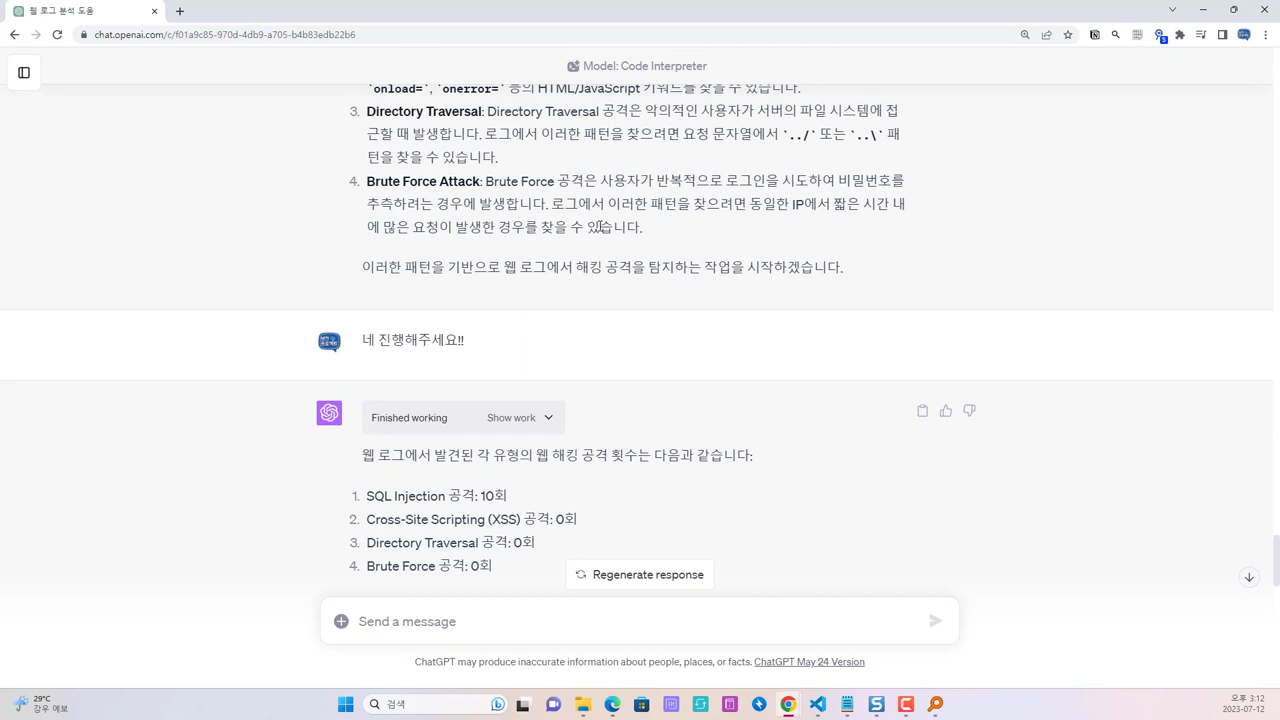 웹 로그 분석 도움
chat.openai.com/c/f01a9c85-970d-4db9-a705-b4b83edb22b6
5
Model: Code Interpreter
`onload=`, `onerror=` 등의 HTML/JavaScript 키워드를 찾을 수 있습니다.
3. Directory Traversal: Directory Traversal 공격은 악의적인 사용자가 서버의 파일 시스템에 접
근할 때 발생합니다. 로그에서 이러한 패턴을 찾으려면 요청 문자열에서 `../` 또는 `..\` 패
턴을 찾을 수 있습니다.
4. Brute Force Attack: Brute Force 공격은 사용자가 반복적으로 로그인을 시도하여 비밀번호를
추측하려는 경우에 발생합니다. 로그에서 이러한 패턴을 찾으려면 동일한 IP에서 짧은 시간 내
에 많은 요청이 발생한 경우를 찾을 수 있습니다.
이러한 패턴을 기반으로 웹 로그에서 해킹 공격을 탐지하는 작업을 시작하겠습니다.
네 진행해주세요!!
Finished working Show work
웹 로그에서 발견된 각 유형의 웹 해킹 공격 횟수는 다음과 같습니다:
1. SQL Injection 공격: 10회
2. Cross-Site Scripting (XSS) 공격: 0회
3. Directory Traversal 공격: 0회
4. Brute Force 공격: 0회
Regenerate response
Send a message
ChatGPT may produce inaccurate information about people, places, or facts. ChatGPT May 24 Version
29°C
강우 예보
검색
오후 3:12
2023-07-12